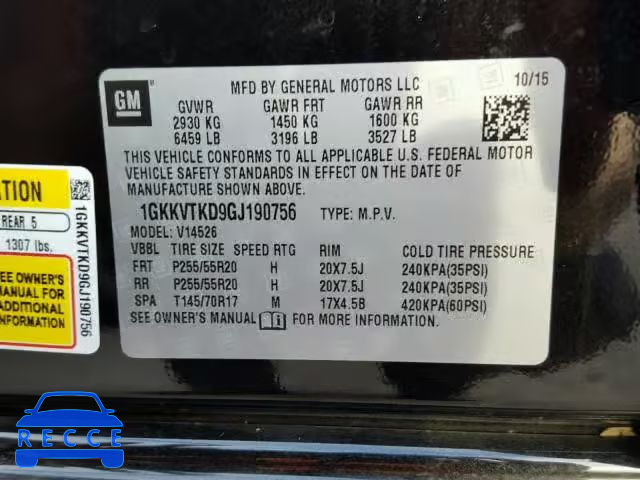 GM
MFD BY GENERAL MOTORS LLC
10/15
GVWR GAWR FRT GAWR RR
2930 KG 1450 KG 1600 KG
6459 LB 3196 LB 3527 LB
THIS VEHICLE CONFORMS TO ALL APPLICABLE U.S. FEDERAL MOTOR
VEHICLE SAFETY STANDARDS IN EFFECT ON THE DATE
OF MANUFACTURE SHOWN ABOVE.
1GKKVTKD9GJ190756 TYPE: M.P.V.
MODEL: V14526
VBBL TIRE SIZE SPEED RTG RIM COLD TIRE PRESSURE
FRT P255/55R20 H 20X7.5J 240KPA(35PSI)
RR P255/55R20 H 20X7.5J 240KPA(35PSI)
SPA T145/70R17 M 17X4.5B 420KPA(60PSI)
SEE OWNER'S MANUAL FOR MORE INFORMATION.
ATION
REAR 5
1307 lbs.
SEE OWNER'S
MANUAL FOR
ADDITIONAL
INFORMATION
1GKKVTKD9GJ190756
RECCE